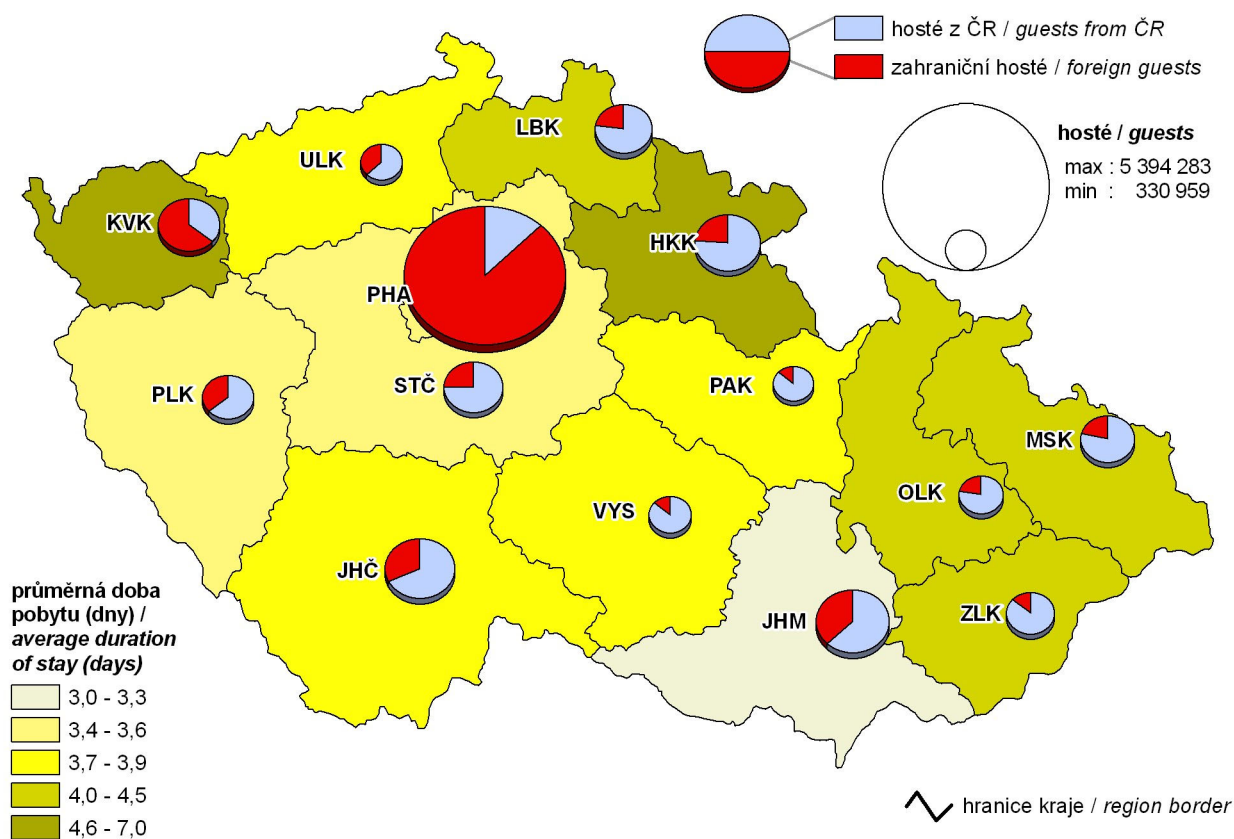 hosté z ČR / guests from ČR
zahraniční hosté / foreign guests
hosté / guests
max : 5 394 283
min : 330 959
LBK
ULK
KVK
HKK
PHA
PLK
STČ
PAK
MSK
OLK
VYS
JHČ
JHM
ZLK
průměrná doba
pobytu (dny) /
average duration
of stay (days)
3,0 - 3,3
3,4 - 3,6
3,7 - 3,9
4,0 - 4,5
4,6 - 7,0
hranice kraje / region border